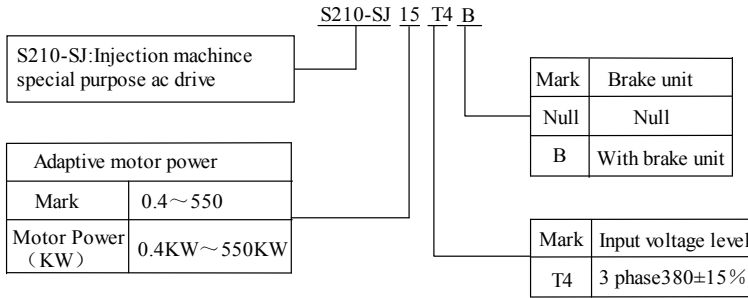 S210-SJ 15 T4 B
S210-SJ:Injection machince
special purpose ac drive
Mark Brake unit
Null Null
B With brake unit
Adaptive motor power
Mark 0.4～550
Motor Power
（KW） 0.4KW～550KW
Mark Input voltage level
T4 3 phase380±15%